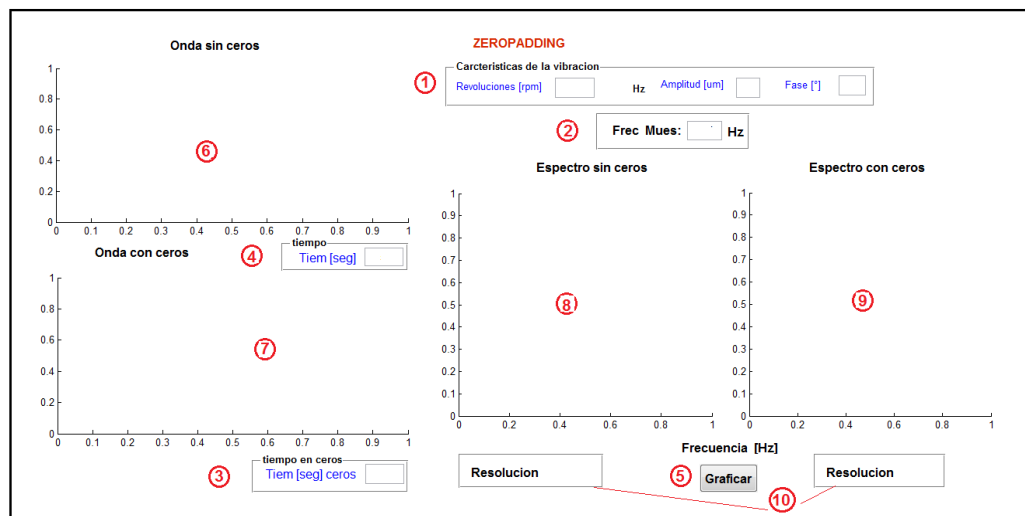 Onda sin ceros
ZEROPADDING
1
Carcteristicas de la vibracion
Revoluciones [rpm]
Hz
Amplitud [um]
Fase [°]
2
Frec Mues:
Hz
1
0.8
0.6
0.4
0.2
0
0 0.1 0.2 0.3 0.4 0.5 0.6 0.7 0.8 0.9 1
6
4
tiempo
Tiem [seg]
Onda con ceros
1
0.8
0.6
0.4
0.2
0
0 0.1 0.2 0.3 0.4 0.5 0.6 0.7 0.8 0.9 1
7
3
tiempo en ceros
Tiem [seg] ceros
Espectro sin ceros
1
0.9
0.8
0.7
0.6
0.5
0.4
0.3
0.2
0.1
0
0 0.2 0.4 0.6 0.8 1
8
Espectro con ceros
1
0.9
0.8
0.7
0.6
0.5
0.4
0.3
0.2
0.1
0
0 0.2 0.4 0.6 0.8 1
9
Frecuencia [Hz]
Resolucion
5
Graficar
Resolucion
10